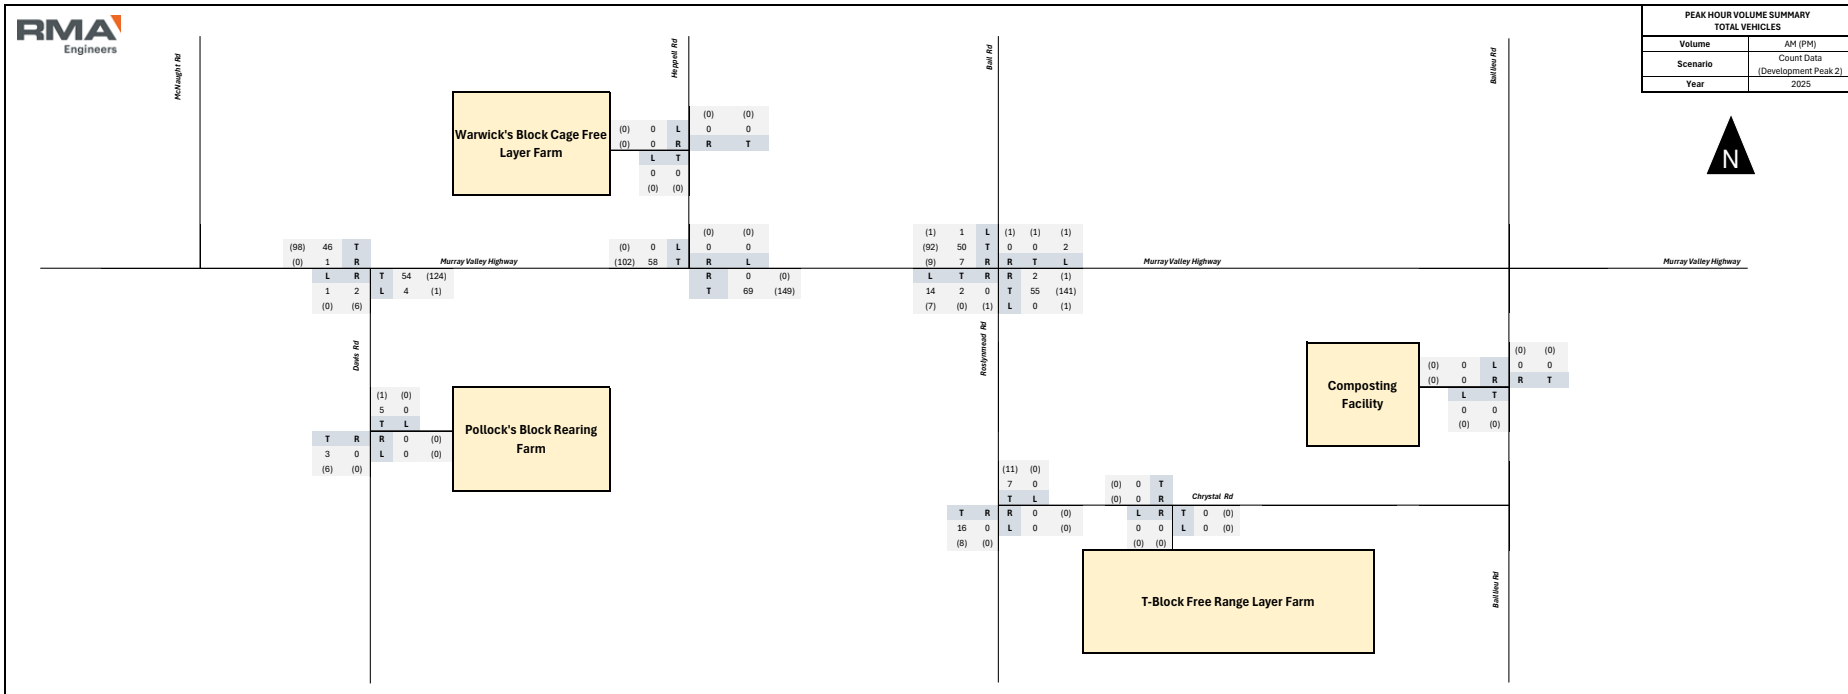 RMA
Engineers
PEAK HOUR VOLUME SUMMARY
TOTAL VEHICLES
Volume AM (PM)
Scenario Count Data
(Development Peak 2)
Year 2025
N
McNaught Rd
Heppell Rd
Ball Rd
Baillieu Rd
Warwick's Block Cage Free
Layer Farm
(0) (0)
(0) 0 L 0 0
(0) 0 R R T
L T
0 0
(0) (0)
(98) 46 T
(0) 1 R
L R T 54 (124)
1 2 L 4 (1)
(0) (6)
Murray Valley Highway
(0) (0)
(0) 0 L 0 0
(102) 58 T R L
R 0 (0)
T 69 (149)
(1) 1 L (1) (1) (1)
(92) 50 T 0 0 2
(9) 7 R R T L
L T R R 2 (1)
14 2 0 T 55 (141)
(7) (0) (1) L 0 (1)
Murray Valley Highway
Murray Valley Highway
Davis Rd
Roslynmead Rd
(1) (0)
5 0
T L
T R R 0 (0)
3 0 L 0 (0)
(6) (0)
Pollock's Block Rearing
Farm
Composting
Facility
(0) (0)
(0) 0 L 0 0
(0) 0 R R T
L T
0 0
(0) (0)
(11) (0)
7 0
T L
T R R 0 (0)
16 0 L 0 (0)
(8) (0)
(0) 0 T
(0) 0 R
Chrystal Rd
L R T 0 (0)
0 0 L 0 (0)
(0) (0)
T-Block Free Range Layer Farm
Baillieu Rd